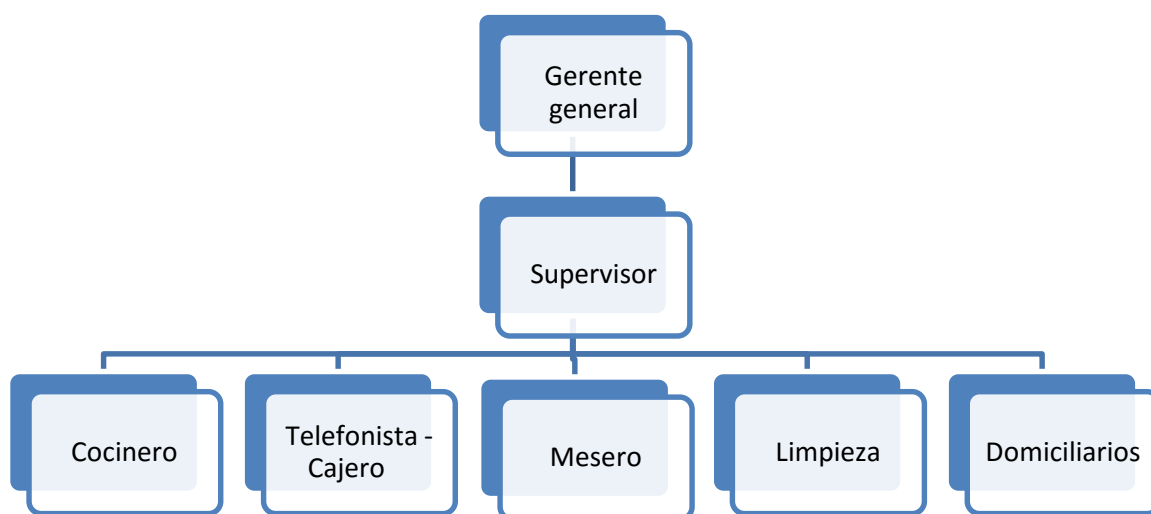 Gerente
general
Supervisor
Cocinero
Telefonista -
Cajero
Mesero
Limpieza
Domiciliarios